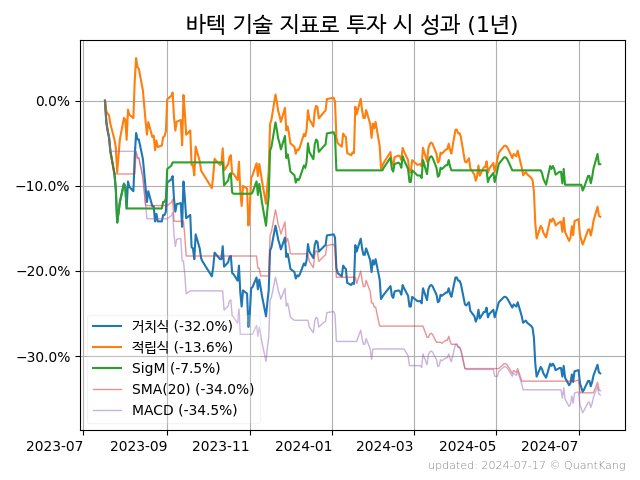 바텍 기술 지표로 투자 시 성과 (1년)
0.0%
−10.0%
−20.0%
−30.0%
거치식 (-32.0%)
적립식 (-13.6%)
SigM (-7.5%)
SMA(20) (-34.0%)
MACD (-34.5%)
2023-07 2023-09 2023-11 2024-01 2024-03 2024-05 2024-07
updated: 2024-07-17 © QuantKang